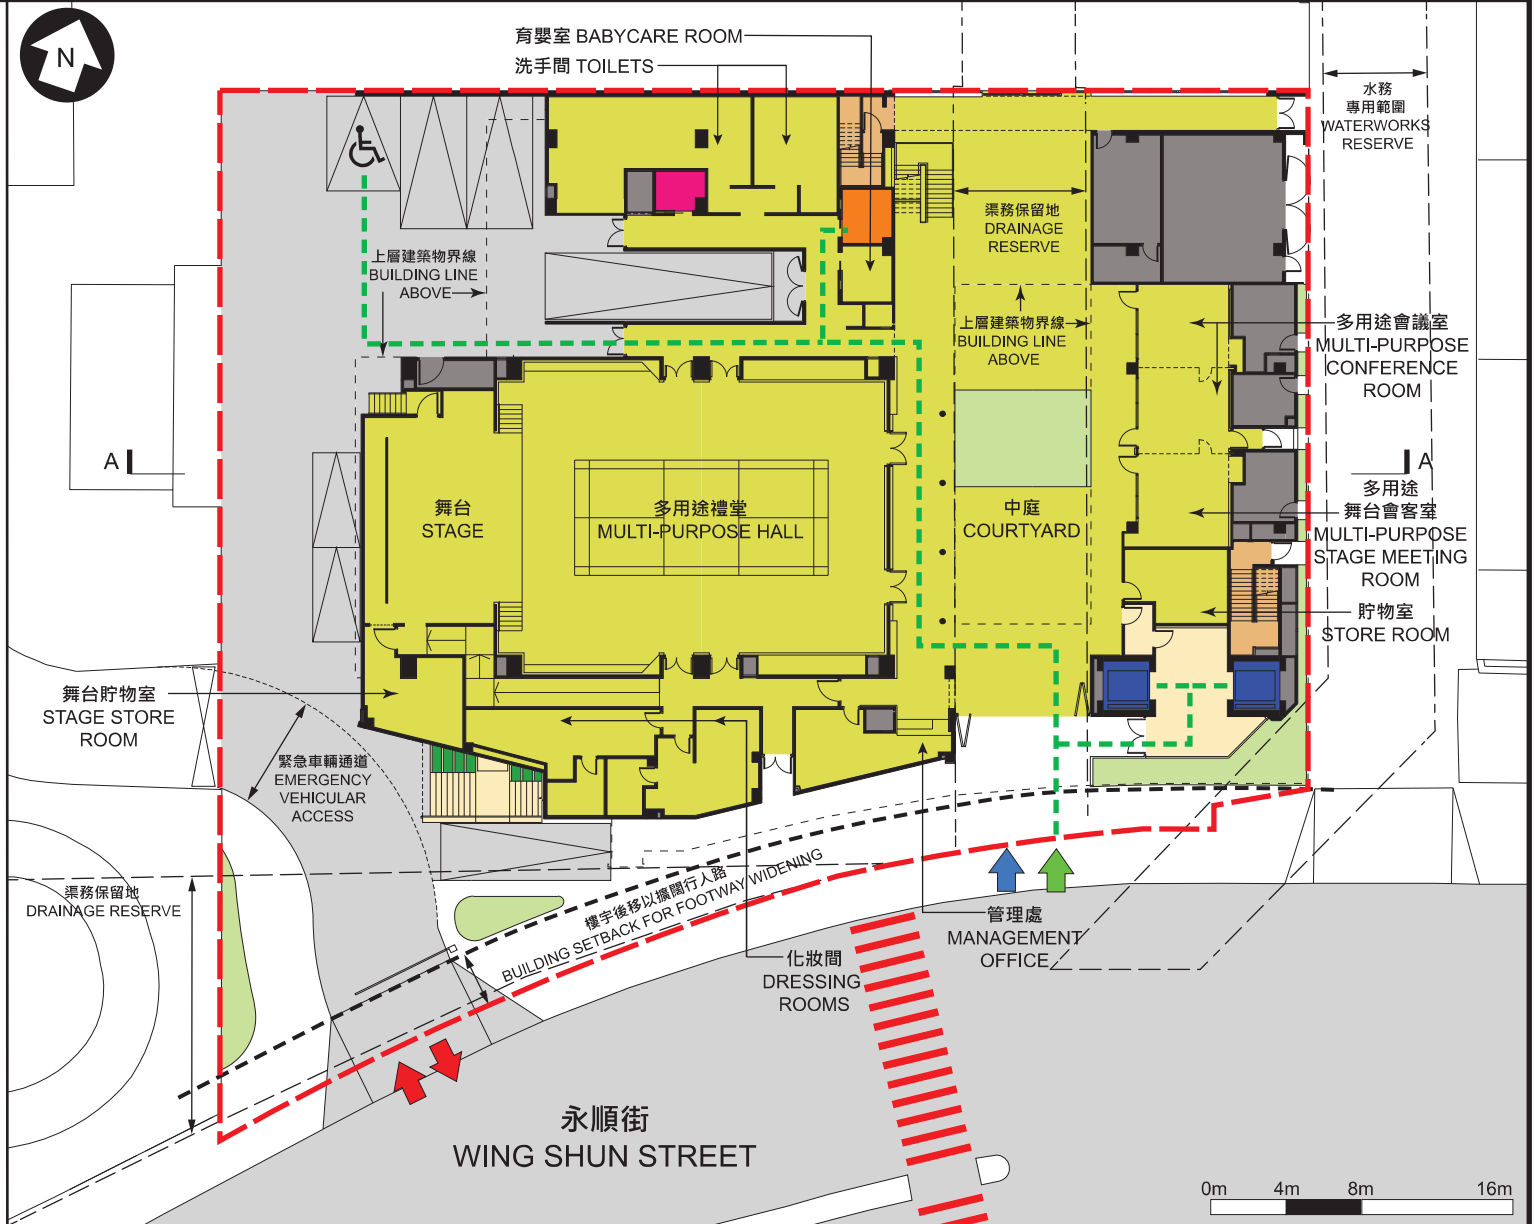 N
育嬰室 BABYCARE ROOM
洗手間 TOILETS
水務
專用範圍
WATERWORKS
RESERVE
渠務保留地
DRAINAGE
RESERVE
上層建築物界線
BUILDING LINE
ABOVE
上層建築物界線
BUILDING LINE
ABOVE
多用途會議室
MULTI-PURPOSE
CONFERENCE
ROOM
A
A
舞台
STAGE
多用途禮堂
MULTI-PURPOSE HALL
中庭
COURTYARD
多用途
舞台會客室
MULTI-PURPOSE
STAGE MEETING
ROOM
貯物室
STORE ROOM
舞台貯物室
STAGE STORE
ROOM
緊急車輛通道
EMERGENCY
VEHICULAR
ACCESS
渠務保留地
DRAINAGE RESERVE
樓宇後移以擴闊行人路
BUILDING SETBACK FOR FOOTWAY WIDENING
管理處
MANAGEMENT
OFFICE
化妝間
DRESSING
ROOMS
永順街
WING SHUN STREET
0m 4m 8m 16m